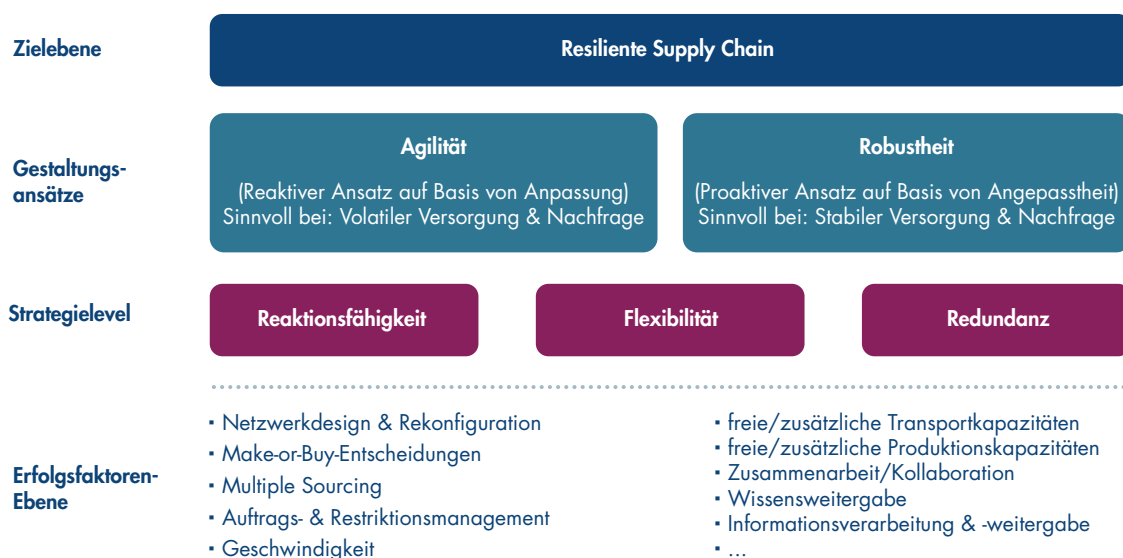 Zielebene
Resiliente Supply Chain
Gestaltungs-
ansätze
Agilität
(Reaktiver Ansatz auf Basis von Anpassung)
Sinnvoll bei: Volatiler Versorgung & Nachfrage
Robustheit
(Proaktiver Ansatz auf Basis von Angepasstheit)
Sinnvoll bei: Stabiler Versorgung & Nachfrage
Strategielevel
Reaktionsfähigkeit
Flexibilität
Redundanz
Erfolgsfaktoren-
Ebene
▪ Netzwerkdesign & Rekonfiguration
▪ Make-or-Buy-Entscheidungen
▪ Multiple Sourcing
▪ Auftrags- & Restriktionsmanagement
▪ Geschwindigkeit
▪ freie/zusätzliche Transportkapazitäten
▪ freie/zusätzliche Produktionskapazitäten
▪ Zusammenarbeit/Kollaboration
▪ Wissensweitergabe
▪ Informationsverarbeitung & -weitergabe
▪ ...